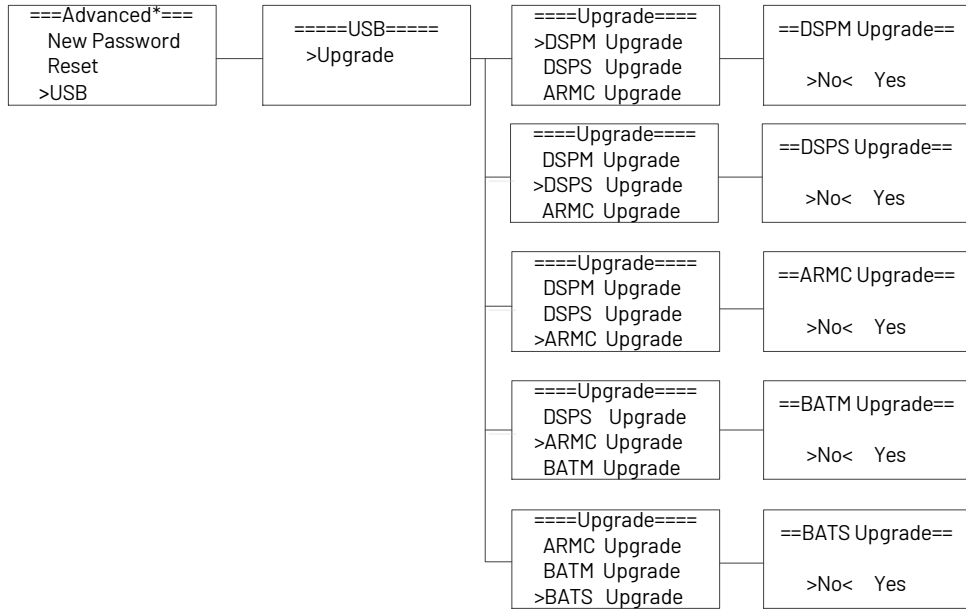 ===Advanced*===
New Password
Reset
>USB
=====USB=====
>Upgrade
====Upgrade====
>DSPM Upgrade
DSPS Upgrade
ARMC Upgrade
==DSPM Upgrade==
>No< Yes
====Upgrade====
DSPM Upgrade
>DSPS Upgrade
ARMC Upgrade
==DSPS Upgrade==
>No< Yes
====Upgrade====
DSPM Upgrade
DSPS Upgrade
>ARMC Upgrade
==ARMC Upgrade==
>No< Yes
====Upgrade====
DSPS Upgrade
>ARMC Upgrade
BATM Upgrade
==BATM Upgrade==
>No< Yes
====Upgrade====
ARMC Upgrade
BATM Upgrade
>BATS Upgrade
==BATS Upgrade==
>No< Yes